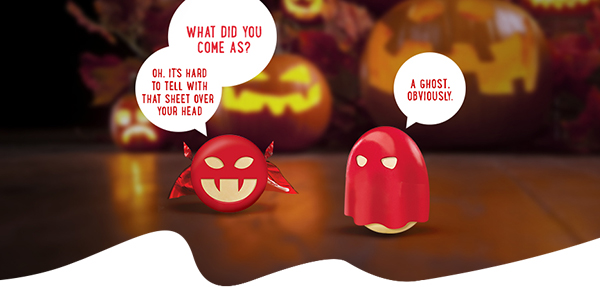 WHAT DID YOU
COME AS?
OH, IT'S HARD
TO TELL WITH
THAT SHEET OVER
YOUR HEAD
A GHOST,
OBVIOUSLY.